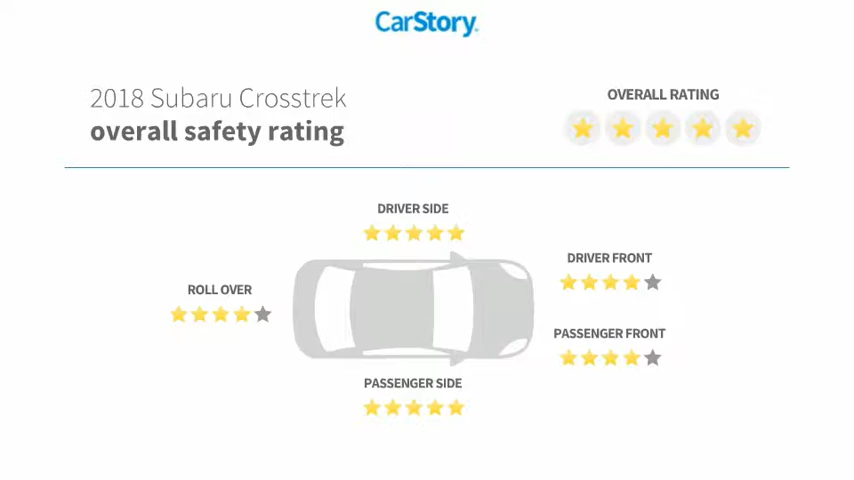 CarStory.
2018 Subaru Crosstrek
overall safety rating
OVERALL RATING
DRIVER SIDE
DRIVER FRONT
ROLL OVER
PASSENGER FRONT
PASSENGER SIDE